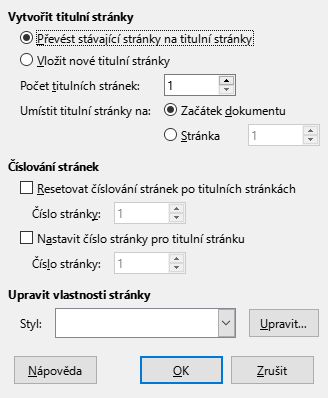 Vytvořit titulní stránky
Převést stávající stránky na titulní stránky
Vložit nové titulní stránky
Počet titulních stránek: 1
Umístit titulní stránky na: Začátek dokumentu
Stránka 1
Číslování stránek
Resetovat číslování stránek po titulních stránkách
Číslo stránky: 1
Nastavit číslo stránky pro titulní stránku
Číslo stránky: 1
Upravit vlastnosti stránky
Styl: Upravit...
Nápověda OK Zrušit